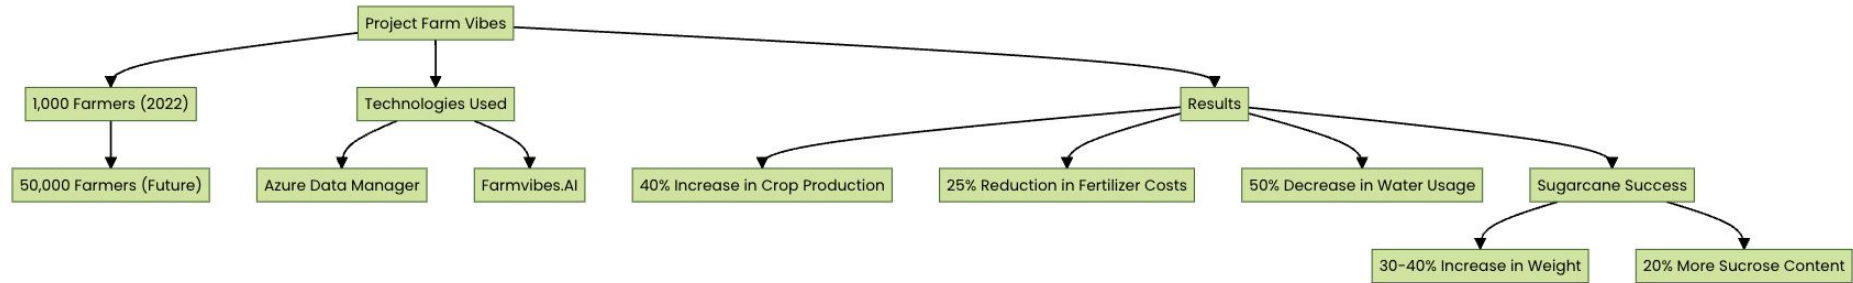 Project Farm Vibes
1,000 Farmers (2022)
Technologies Used
Results
50,000 Farmers (Future)
Azure Data Manager
Farmvibes.AI
40% Increase in Crop Production
25% Reduction in Fertilizer Costs
50% Decrease in Water Usage
Sugarcane Success
30-40% Increase in Weight
20% More Sucrose Content